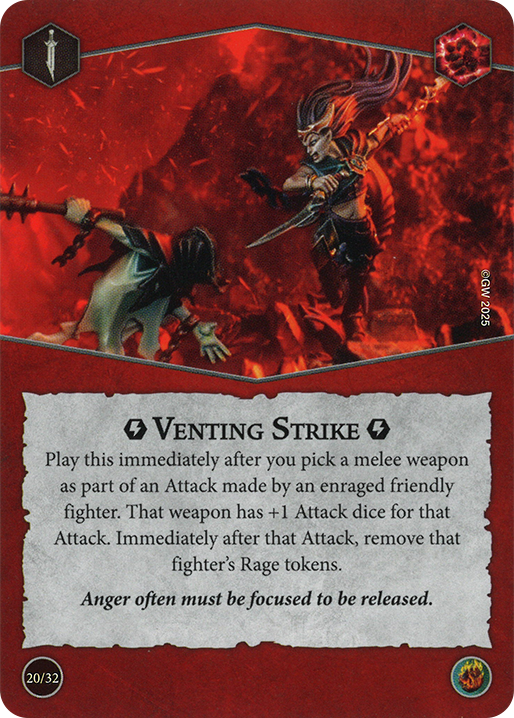 ©GW 2025
VENTING STRIKE
Play this immediately after you pick a melee weapon
as part of an Attack made by an enraged friendly
fighter. That weapon has +1 Attack dice for that
Attack. Immediately after that Attack, remove that
fighter's Rage tokens.
Anger often must be focused to be released.
20/32